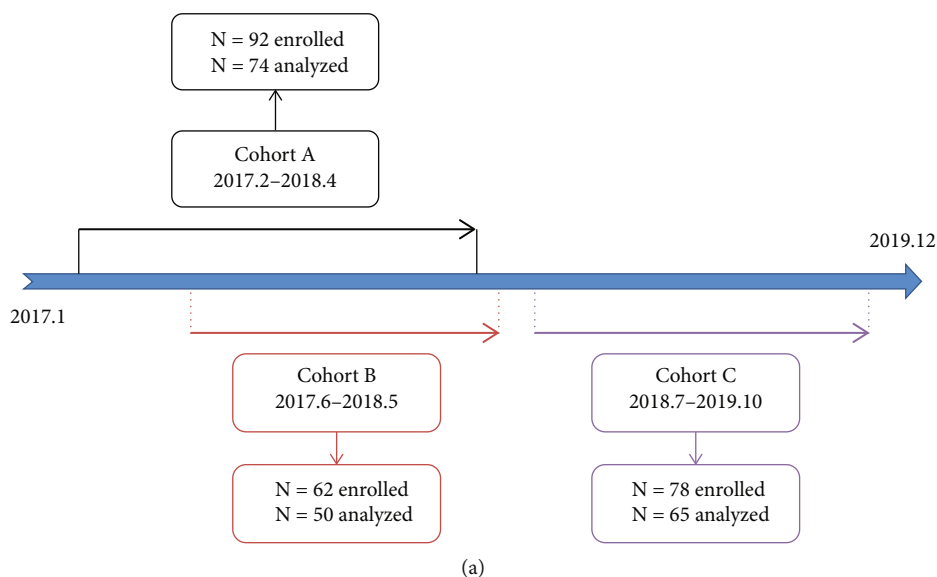 N = 92 enrolled
N = 74 analyzed
Cohort A
2017.2–2018.4
2019.12
2017.1
Cohort B
2017.6–2018.5
Cohort C
2018.7–2019.10
N = 62 enrolled
N = 50 analyzed
N = 78 enrolled
N = 65 analyzed
(a)